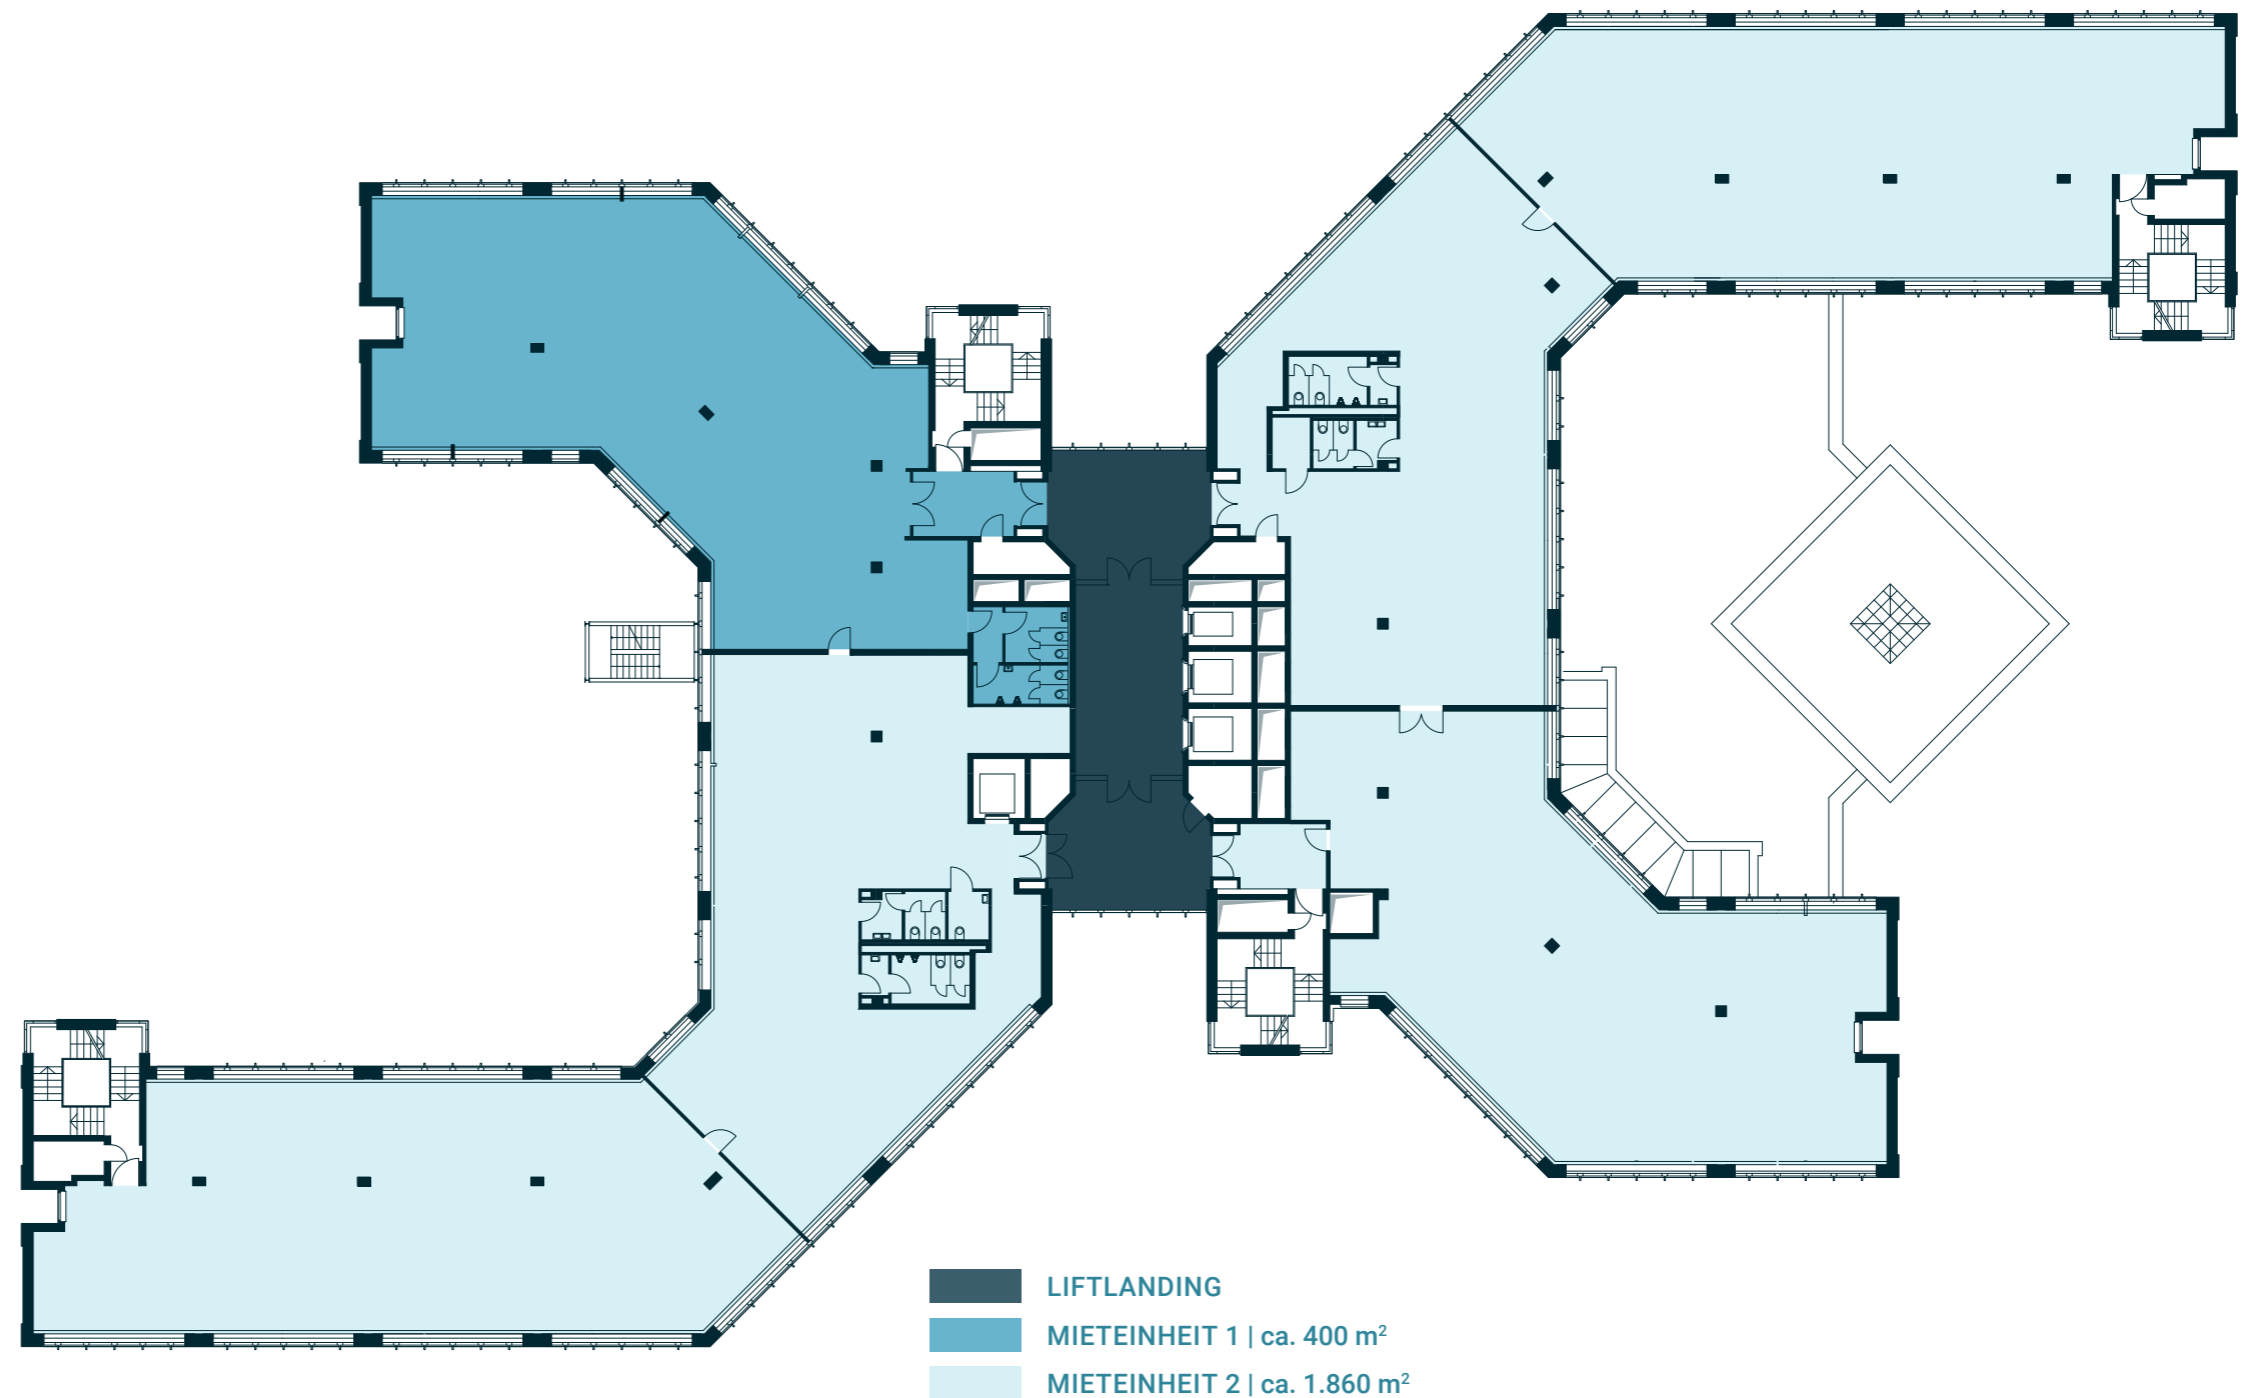 LIFTLANDING
MIETEINHEIT 1 | ca. 400 m²
MIETEINHEIT 2 | ca. 1.860 m²